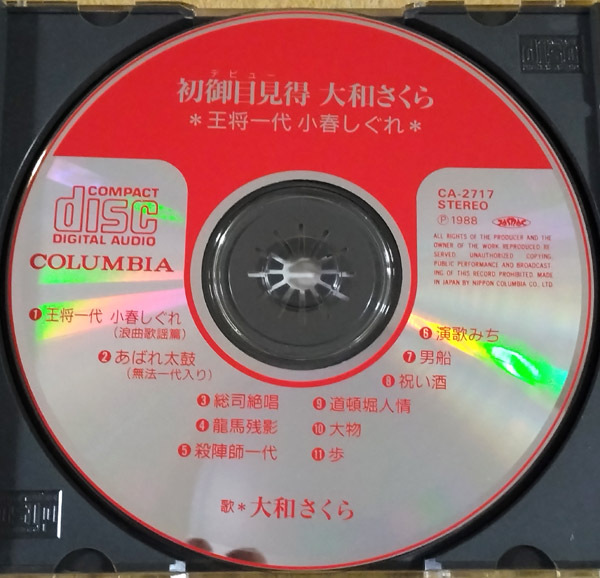 デビュー
初御目見得 大和さくら
＊王将一代 小春しぐれ＊
COMPACT
disc
DIGITAL AUDIO
COLUMBIA
CA-2717
STEREO
Ⓟ1988 JASRAC
ALL RIGHTS OF THE PRODUCER AND THE
OWNER OF THE WORK REPRODUCED RE-
SERVED. UNAUTHORIZED COPYING,
PUBLIC PERFORMANCE AND BROADCAST-
ING OF THIS RECORD PROHIBITED. MADE
IN JAPAN BY NIPPON COLUMBIA CO., LTD.
❶王将一代 小春しぐれ
(浪曲歌謡篇)
❷あばれ太鼓
(無法一代入り)
❸総司絶唱
❹龍馬残影
❺殺陣師一代
❻演歌みち
❼男船
❽祝い酒
❾道頓堀人情
❿大物
⓫歩
歌＊大和さくら